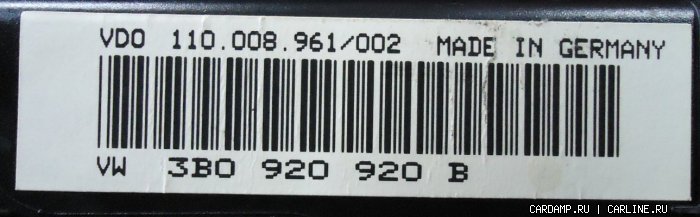 VDO 110.008.961/002 MADE IN GERMANY
VW 3B0 920 920 B
CARDAMP.RU | CARLINE.RU